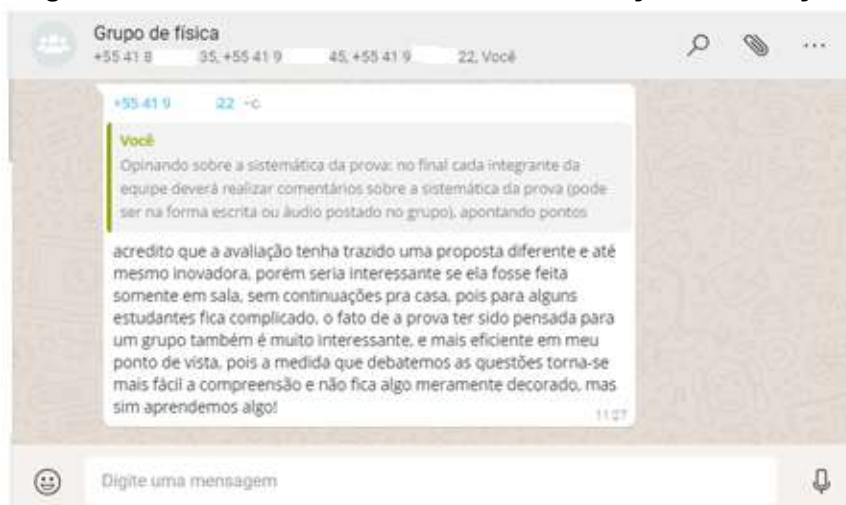 Grupo de física
+55 41 8 35, +55 41 9 45, +55 41 9 22, Você
+55 41 9 22 ~c
Você
Opinando sobre a sistemática da prova: no final cada integrante da
equipe deverá realizar comentários sobre a sistemática da prova (pode
ser na forma escrita ou áudio postado no grupo), apontando pontos
acredito que a avaliação tenha trazido uma proposta diferente e até
mesmo inovadora, porém seria interessante se ela fosse feita
somente em sala, sem continuações pra casa, pois para alguns
estudantes fica complicado. o fato de a prova ter sido pensada para
um grupo também é muito interessante, e mais eficiente em meu
ponto de vista, pois a medida que debatemos as questões torna-se
mais fácil a compreensão e não fica algo meramente decorado, mas
sim aprendemos algo!
11:27
Digite uma mensagem